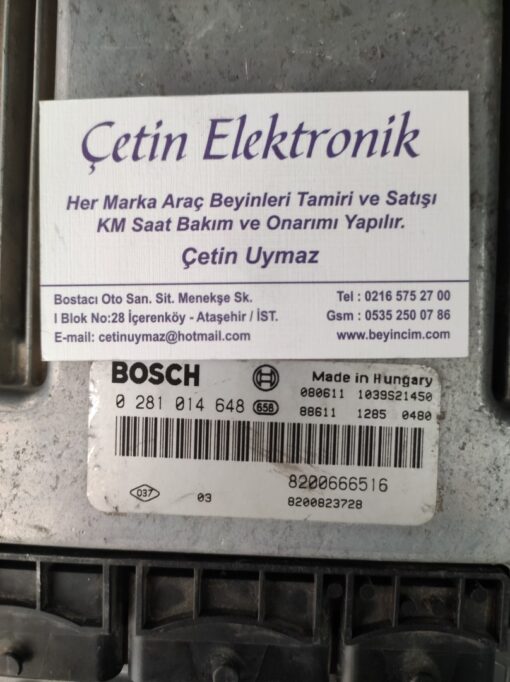 Çetin Elektronik
Her Marka Araç Beyinleri Tamiri ve Satışı
KM Saat Bakım ve Onarımı Yapılır.
Çetin Uymaz
Bostacı Oto San. Sit. Menekşe Sk.
I Blok No:28 İçerenköy - Ataşehir / İST.
E-mail: cetinuymaz@hotmail.com
Tel : 0216 575 27 00
Gsm : 0535 250 07 86
www.beyincim.com
BOSCH
Made in Hungary
080611 1039S21450
0 281 014 648 658
88611 1285 0480
8200666516
037 03
8200823728